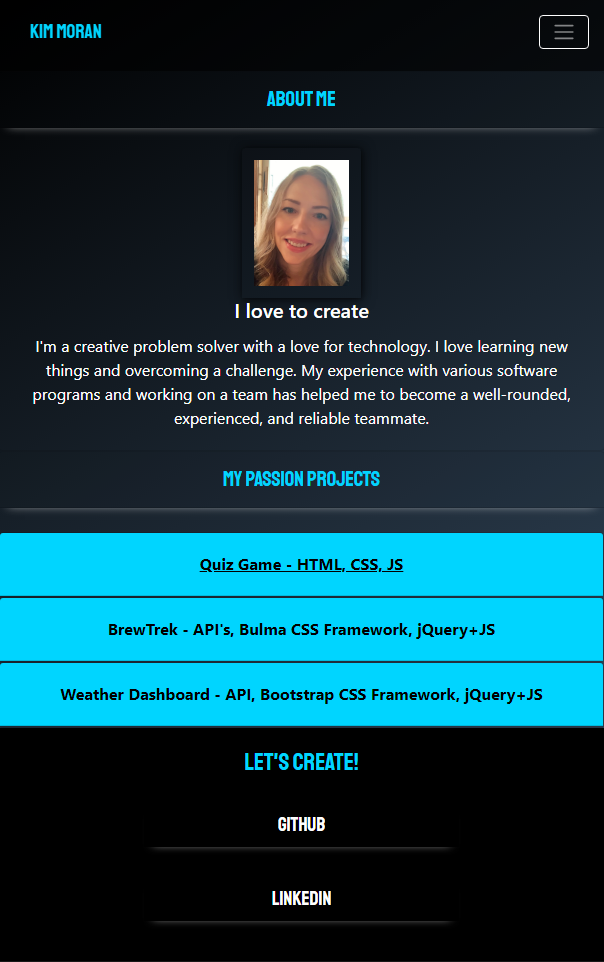 KIM MORAN
ABOUT ME
I love to create
I'm a creative problem solver with a love for technology. I love learning new
things and overcoming a challenge. My experience with various software
programs and working on a team has helped me to become a well-rounded,
experienced, and reliable teammate.
MY PASSION PROJECTS
Quiz Game - HTML, CSS, JS
BrewTrek - API's, Bulma CSS Framework, jQuery+JS
Weather Dashboard - API, Bootstrap CSS Framework, jQuery+JS
LET'S CREATE!
GITHUB
LINKEDIN